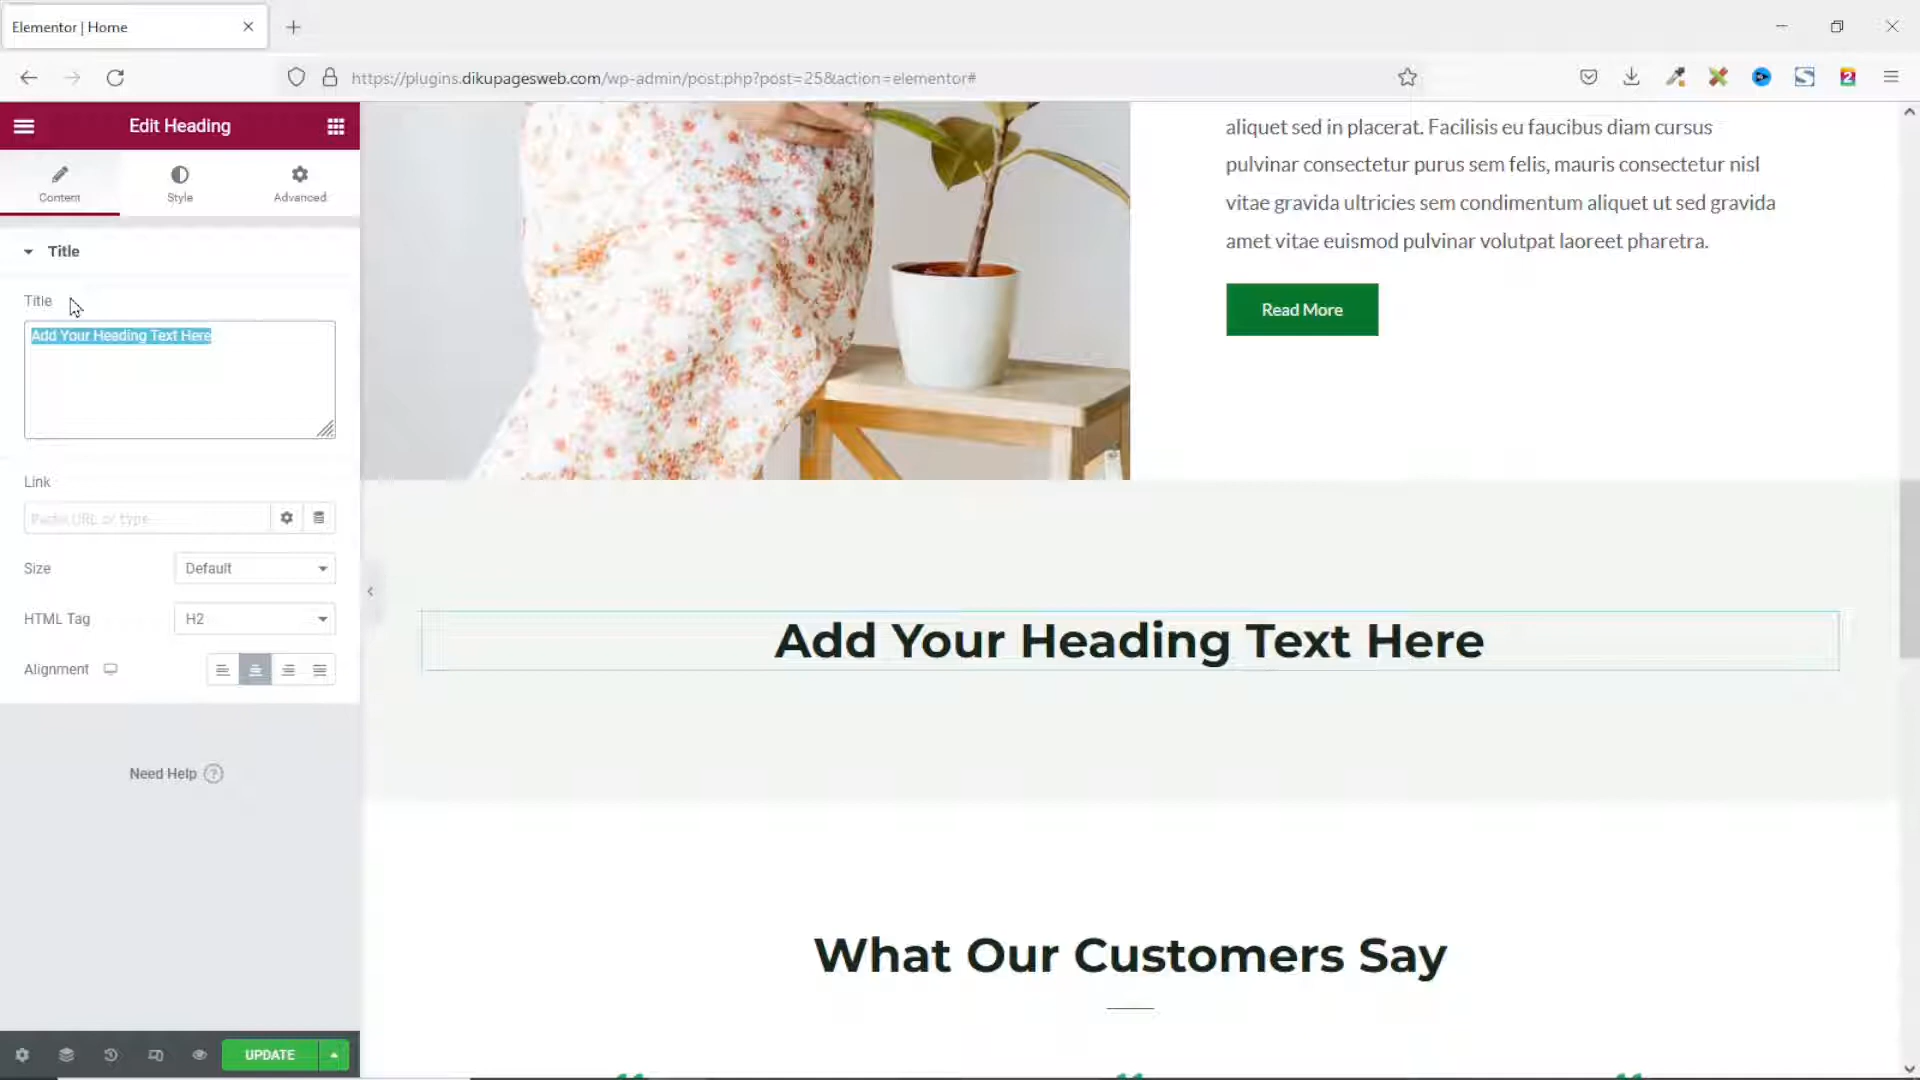 Elementor | Home
https://plugins.dikupagesweb.com/wp-admin/post.php?post=25&action=elementor#
Edit Heading
Content
Style
Advanced
Title
Title
Add Your Heading Text Here
Link
Paste URL or type
Size
Default
HTML Tag
H2
Alignment
Need Help
UPDATE
aliquet sed in placerat. Facilisis eu faucibus diam cursus
pulvinar consectetur purus sem felis, mauris consectetur nisl
vitae gravida ultricies sem condimentum aliquet ut sed gravida
amet vitae euismod pulvinar volutpat laoreet pharetra.
Read More
Add Your Heading Text Here
What Our Customers Say